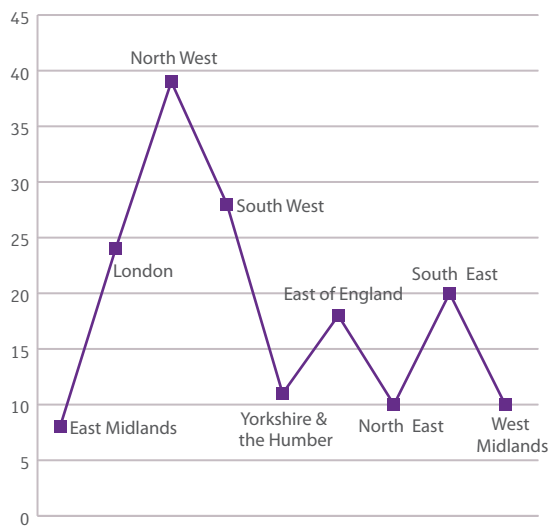 45
40
35
30
25
20
15
10
5
0
North West
South West
London
South East
East of England
East Midlands
Yorkshire &
the Humber
North East
West
Midlands